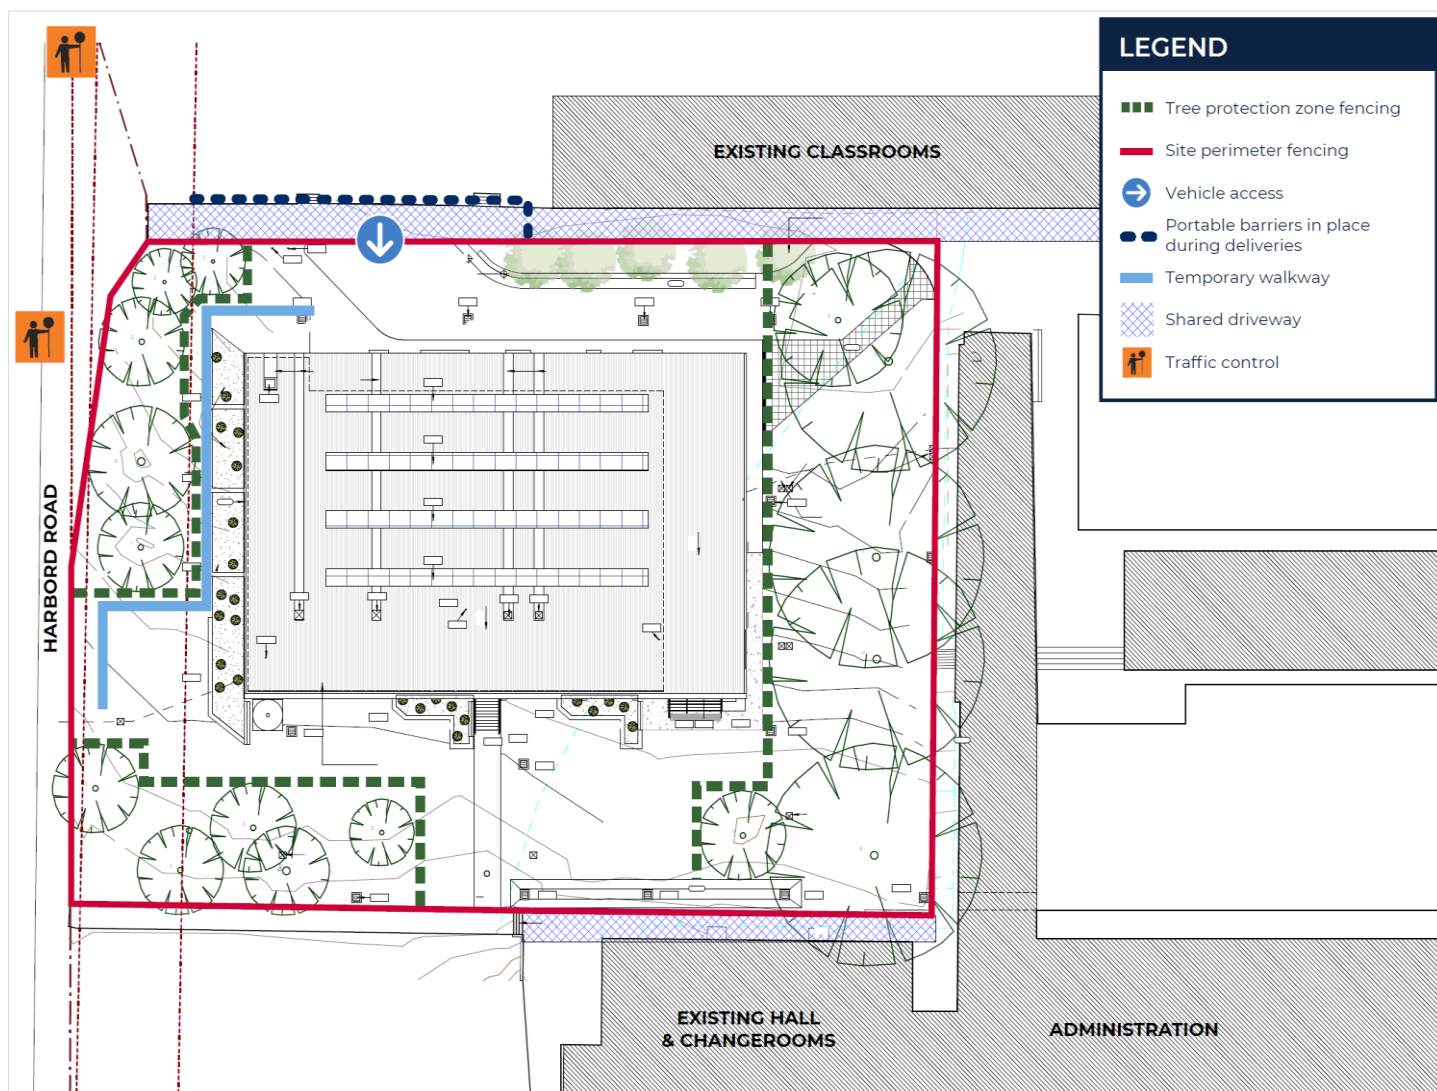 LEGEND
Tree protection zone fencing
Site perimeter fencing
Vehicle access
Portable barriers in place
during deliveries
Temporary walkway
Shared driveway
Traffic control
EXISTING CLASSROOMS
HARBORD ROAD
EXISTING HALL
& CHANGEROOMS
ADMINISTRATION